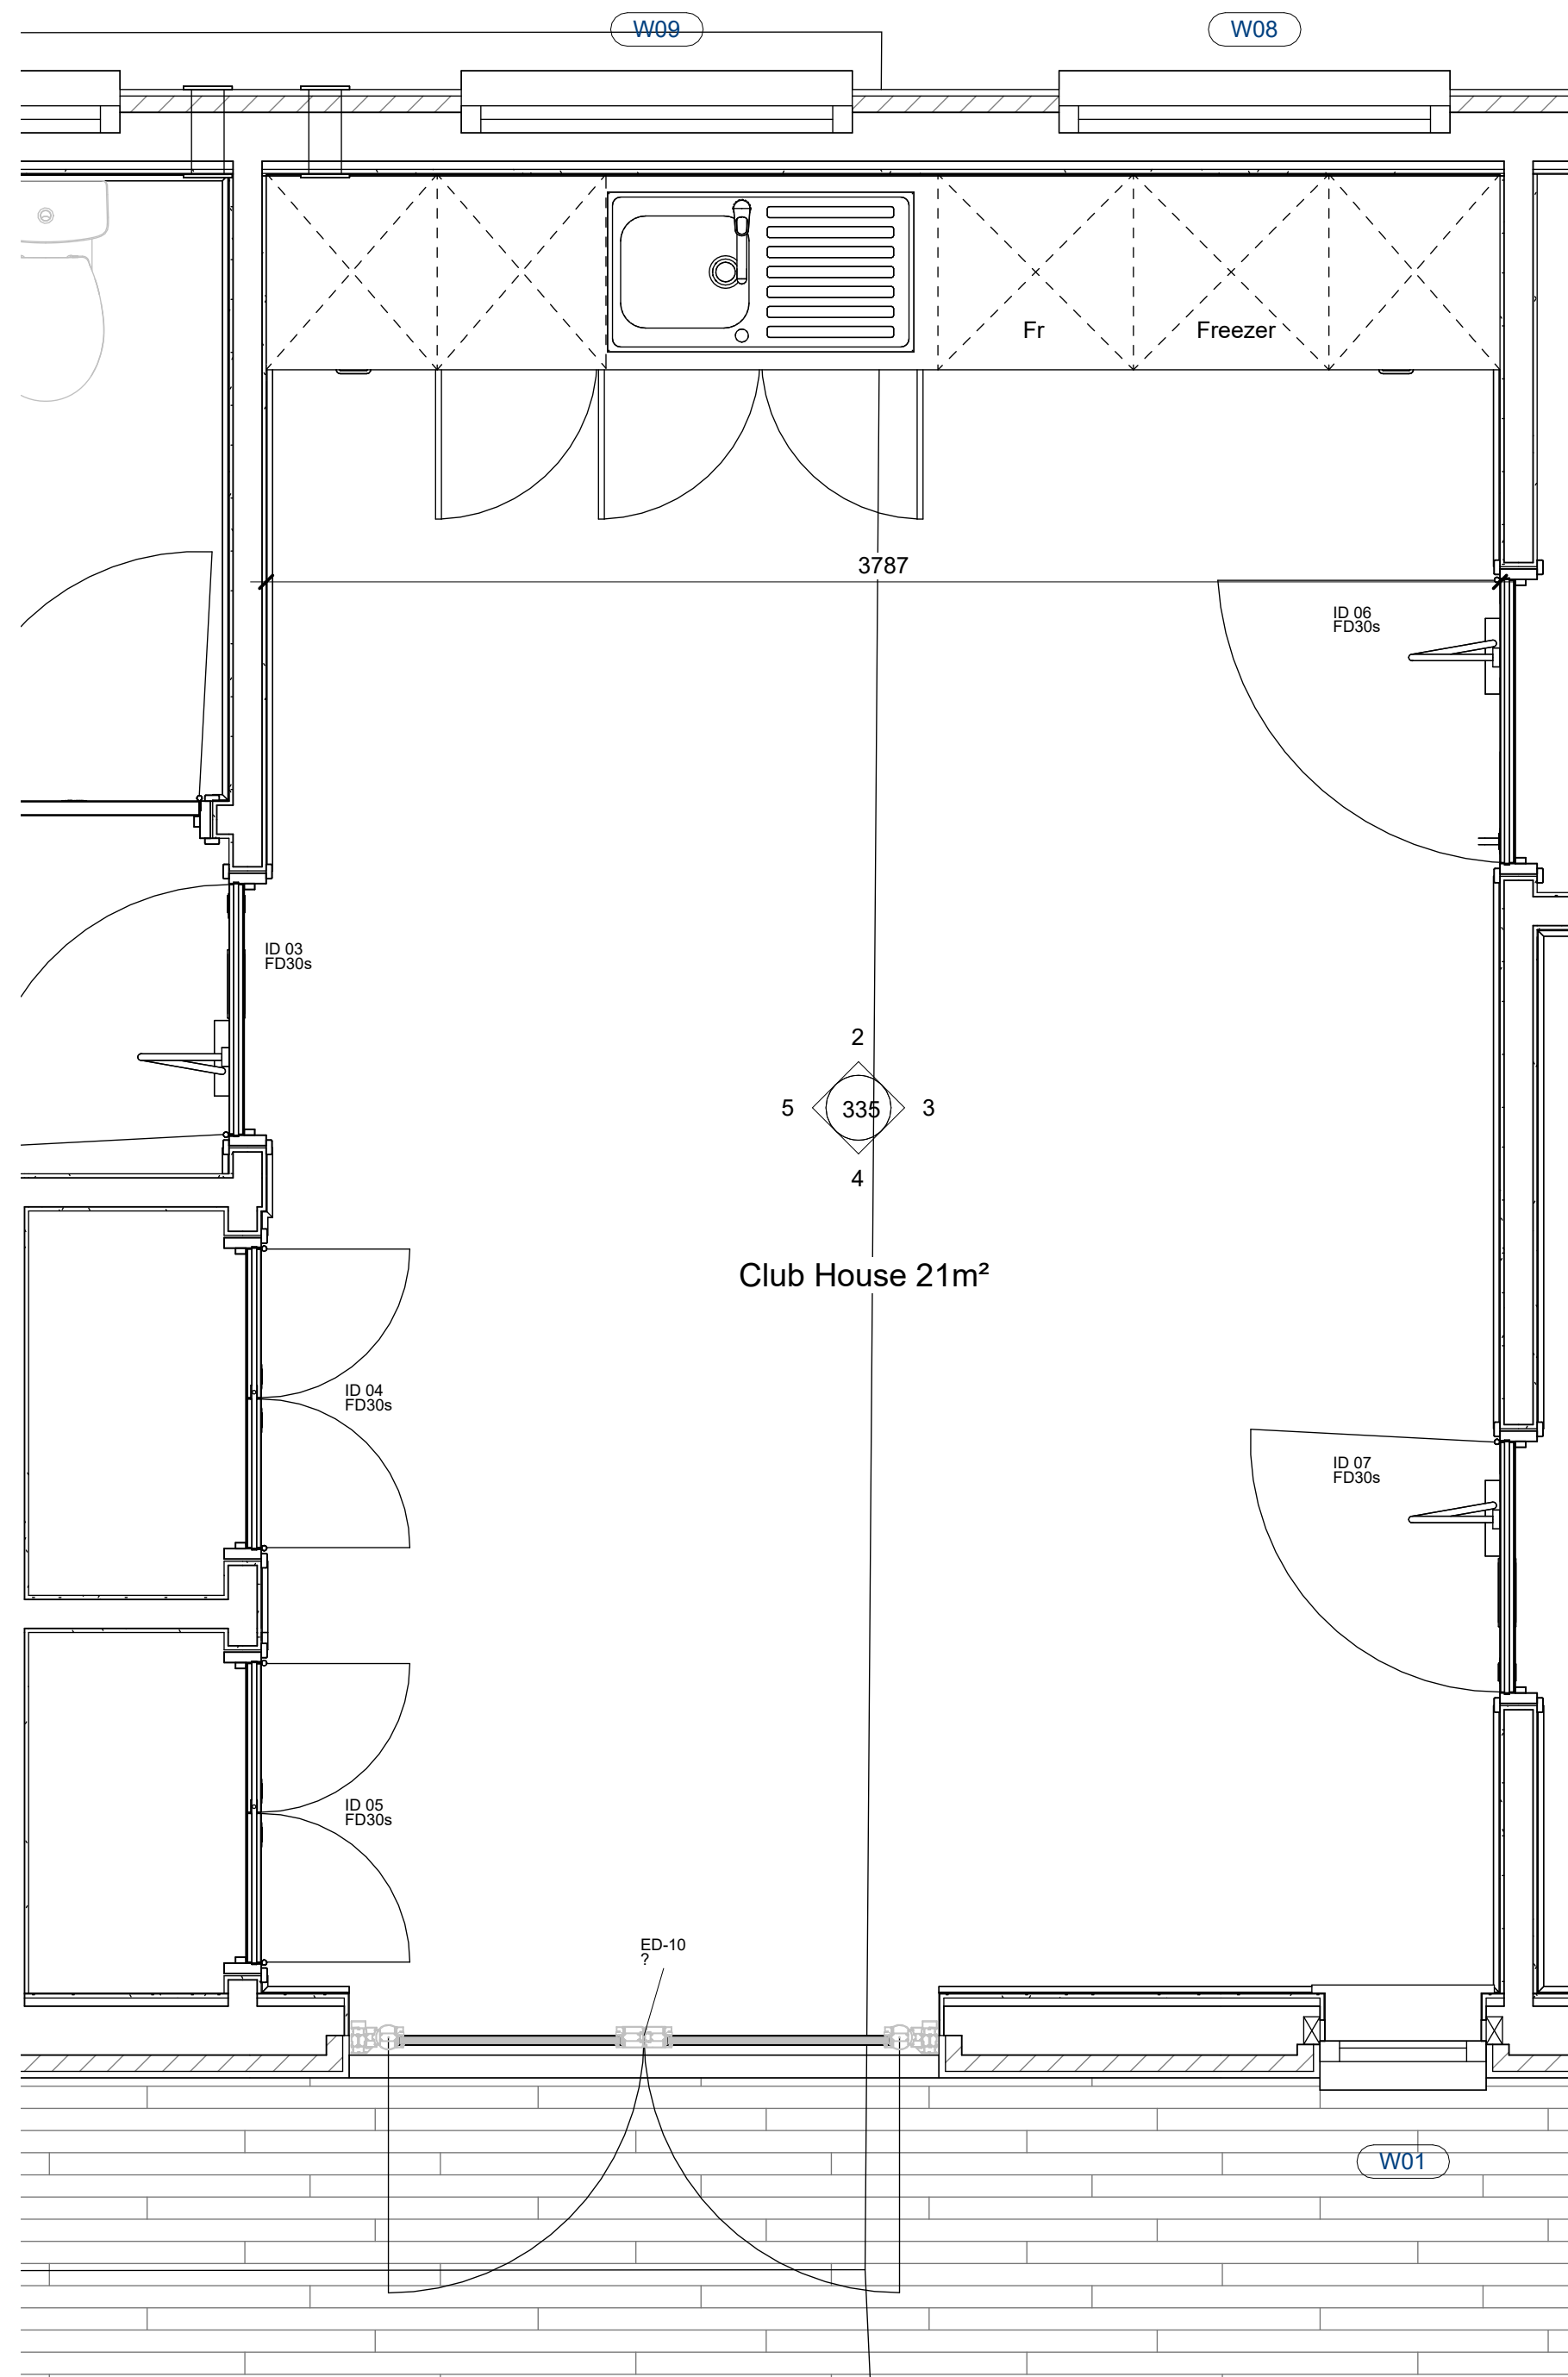 W09
W08
Fr
Freezer
3787
ID 06
FD30s
ID 03
FD30s
2
5
335
3
4
Club House 21m²
ID 04
FD30s
ID 07
FD30s
ID 05
FD30s
ED-10
?
W01